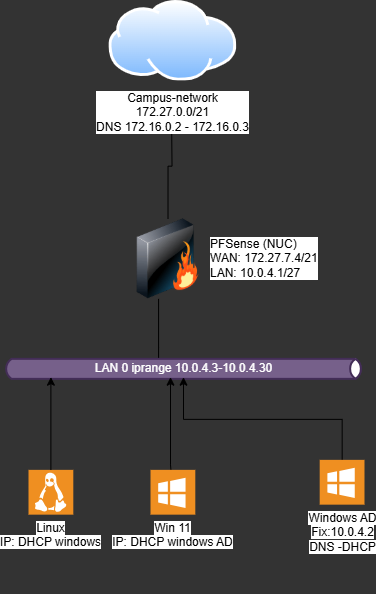 Campus-network
172.27.0.0/21
DNS 172.16.0.2 - 172.16.0.3
PFSense (NUC)
WAN: 172.27.7.4/21
LAN: 10.0.4.1/27
LAN 0 iprange 10.0.4.3-10.0.4.30
Linux
IP: DHCP windows
Win 11
IP: DHCP windows AD
Windows AD
Fix:10.0.4.2
DNS -DHCP